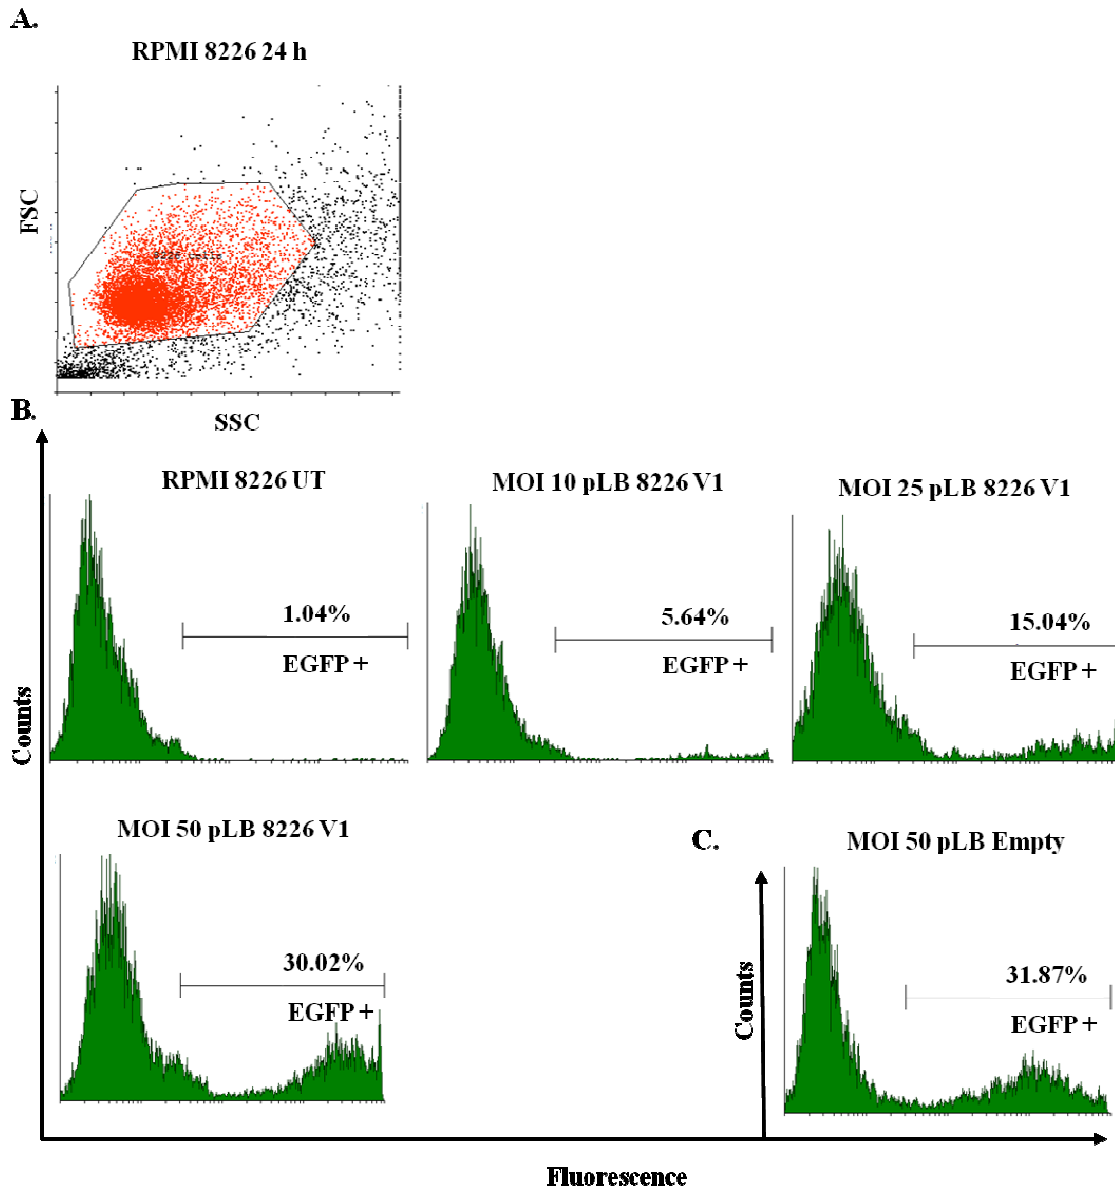 A.
RPMI 8226 24 h
FSC
8226 Cells
SSC
B.
RPMI 8226 UT
MOI 10 pLB 8226 V1
MOI 25 pLB 8226 V1
1.04%
EGFP +
5.64%
EGFP +
15.04%
EGFP +
Counts
MOI 50 pLB 8226 V1
30.02%
EGFP +
C.
MOI 50 pLB Empty
31.87%
EGFP +
Counts
Fluorescence